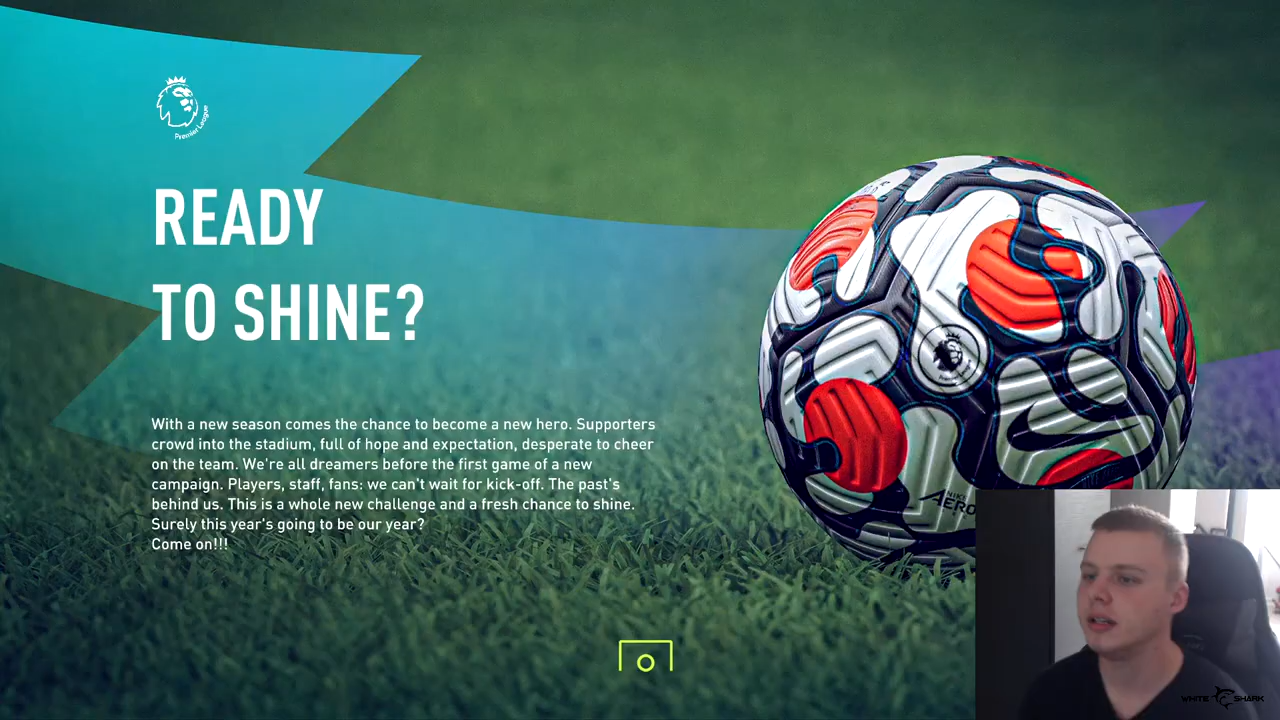 Premier League
READY
TO SHINE?
With a new season comes the chance to become a new hero. Supporters
crowd into the stadium, full of hope and expectation, desperate to cheer
on the team. We're all dreamers before the first game of a new
campaign. Players, staff, fans: we can't wait for kick-off. The past's
behind us. This is a whole new challenge and a fresh chance to shine.
Surely this year's going to be our year?
Come on!!!
NIKE
AERO
WHITE SHARK